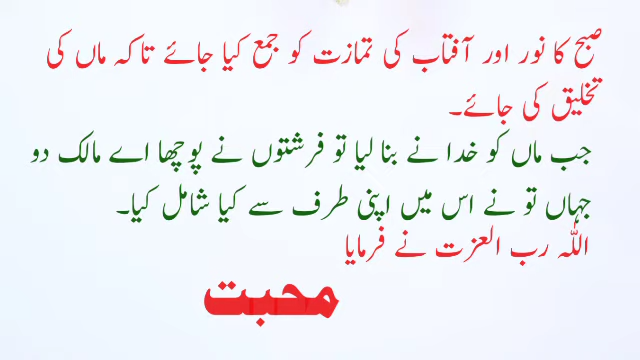 صبح کا نور اور آفتاب کی تمازت کو جمع کیا جائے تاکہ ماں کی
تخلیق کی جائے۔
جب ماں کو خدا نے بنا لیا تو فرشتوں نے پوچھا اے مالک دو
جہاں تو نے اس میں اپنی طرف سے کیا شامل کیا۔
اللہ رب العزت نے فرمایا
محبت